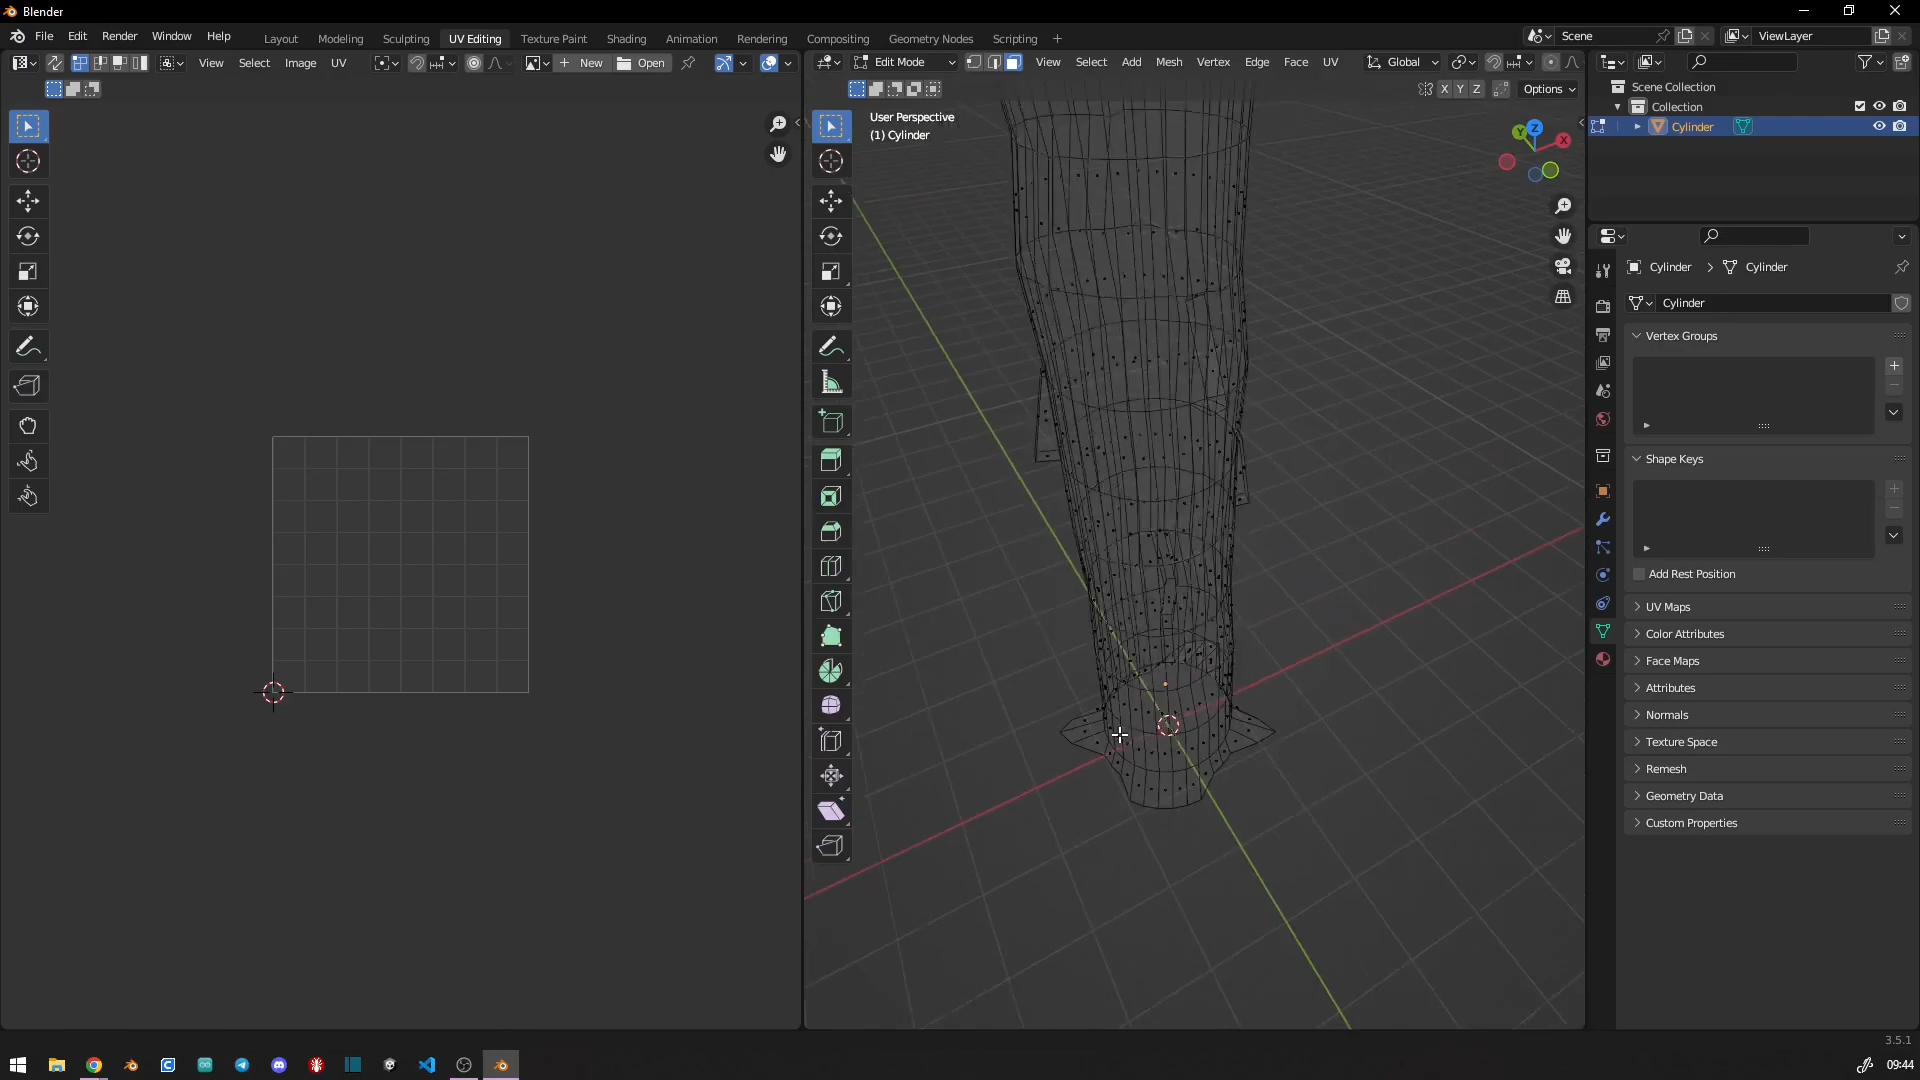 Blender
File Edit Render Window Help
Layout Modeling Sculpting UV Editing Texture Paint Shading Animation Rendering Compositing Geometry Nodes Scripting
Scene
ViewLayer
View Select Image UV
New
Open
Edit Mode
View Select Add Mesh Vertex Edge Face UV
Global
X Y Z
Options
User Perspective
(1) Cylinder
Z
Y
X
Scene Collection
Collection
Cylinder
Cylinder > Cylinder
Cylinder
Vertex Groups
Shape Keys
Add Rest Position
UV Maps
Color Attributes
Face Maps
Attributes
Normals
Texture Space
Remesh
Geometry Data
Custom Properties
3.5.1
09:44